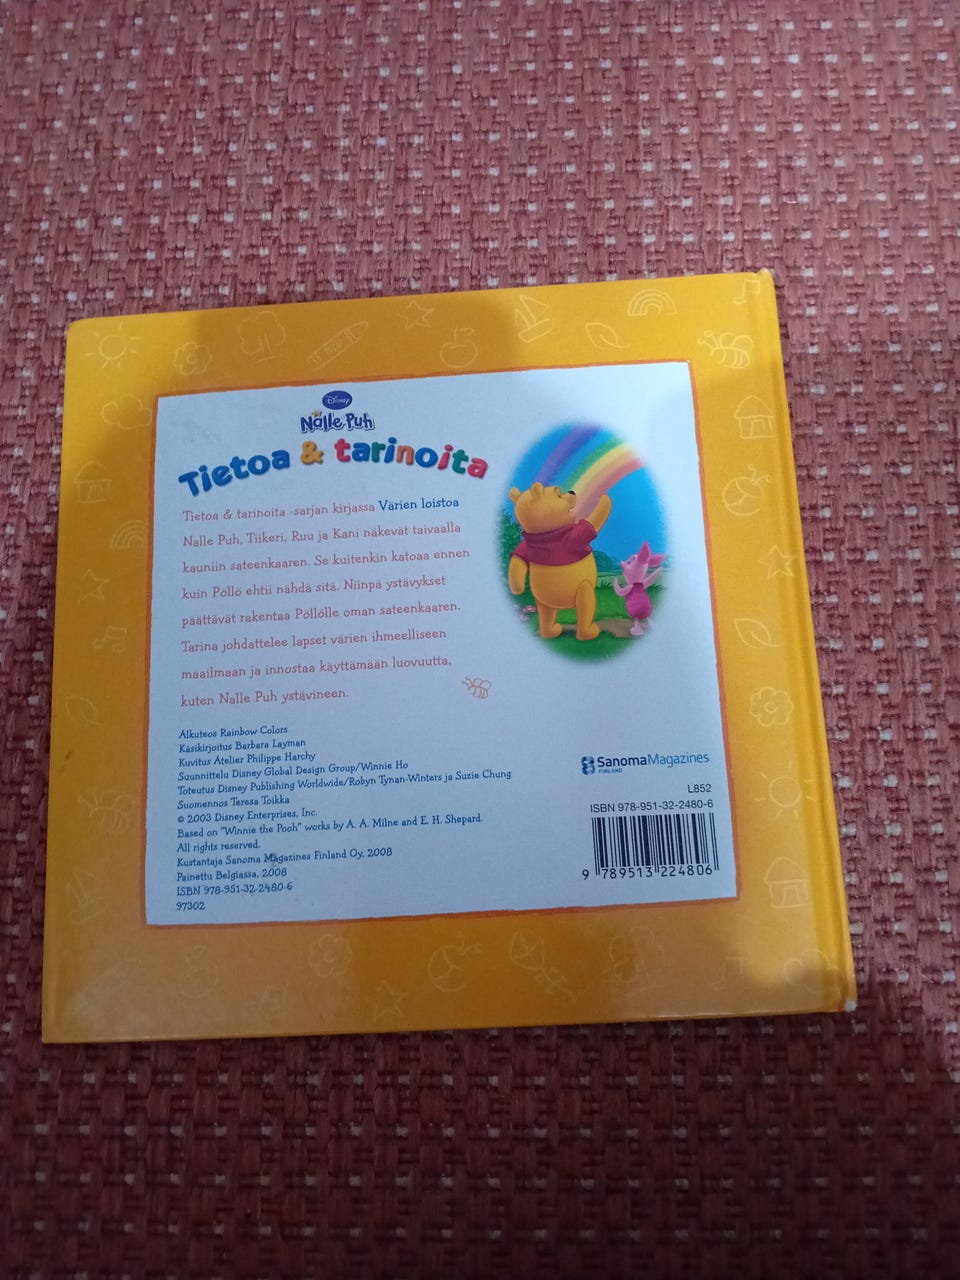 Disney
Nalle Puh
Tietoa & tarinoita
Tietoa & tarinoita -sarjan kirjassa Värien loistoa
Nalle Puh, Tiikeri, Ruu ja Kani näkevät taivaalla
kauniin sateenkaaren. Se kuitenkin katoaa ennen
kuin Pöllö ehtii nähdä sitä. Niinpä ystävykset
päättävät rakentaa Pöllölle oman sateenkaaren.
Tarina johdattelee lapset värien ihmeelliseen
maailmaan ja innostaa käyttämään luovuutta,
kuten Nalle Puh ystävineen.
Alkuteos Rainbow Colors
Käsikirjoitus Barbara Layman
Kuvitus Atelier Philippe Harchy
Suunnittelu Disney Global Design Group/Winnie Ho
Toteutus Disney Publishing Worldwide/Robyn Tynan-Winters ja Suzie Chung
Suomennos Teresa Toikka
© 2003 Disney Enterprises, Inc.
Based on "Winnie the Pooh" works by A. A. Milne and E. H. Shepard.
All rights reserved.
Kustantaja Sanoma Magazines Finland Oy, 2008
Painettu Belgiassa, 2008
ISBN 978-951-32-2480-6
97302
SanomaMagazines
FINLAND
L852
ISBN 978-951-32-2480-6
9 789513 224806